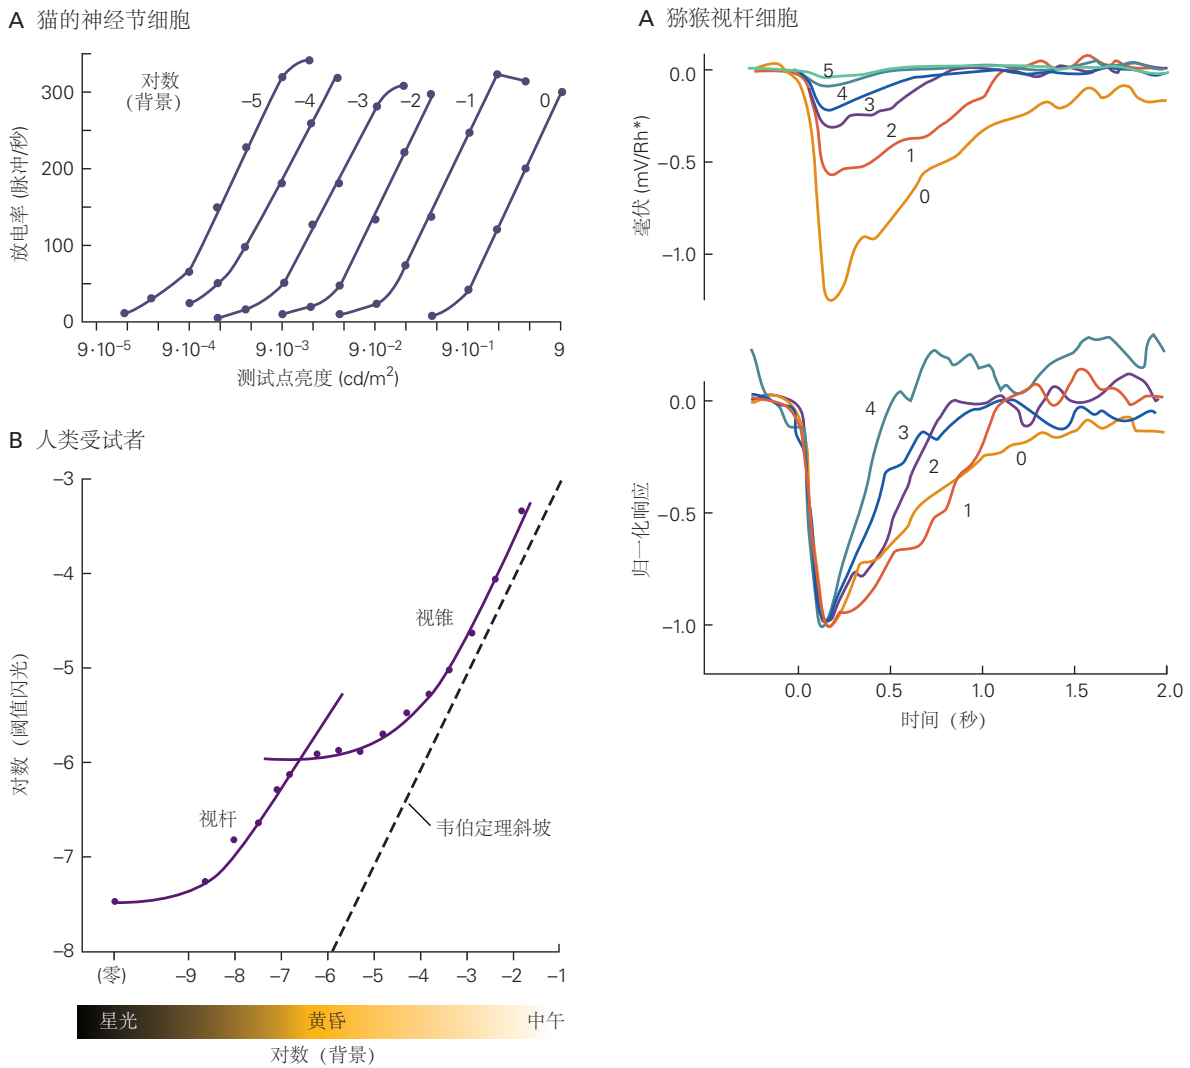 A 猫的神经节细胞
对数
(背景)
–5
–4
–3
–2
–1
0
300
200
100
0
放电率 (脉冲/秒)
9·10⁻⁵
9·10⁻⁴
9·10⁻³
9·10⁻²
9·10⁻¹
9
测试点亮度 (cd/m²)
B 人类受试者
–3
–4
–5
–6
–7
–8
对数（阈值闪光）
视锥
视杆
韦伯定理斜坡
(零)
–9
–8
–7
–6
–5
–4
–3
–2
–1
星光
黄昏
中午
对数（背景）
A 猕猴视杆细胞
0.0
–0.5
–1.0
毫伏 (mV/Rh*)
5
4
3
2
1
0
0.0
–0.5
–1.0
归一化响应
4
3
2
0
1
0.0
0.5
1.0
1.5
2.0
时间（秒）